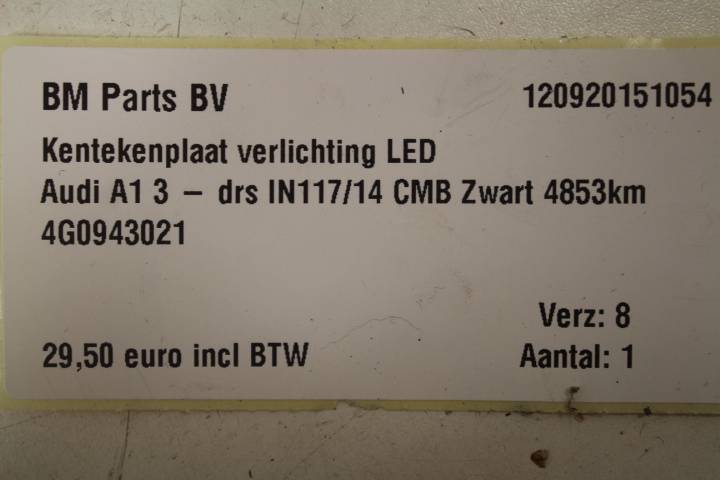 BM Parts BV 120920151054
Kentekenplaat verlichting LED
Audi A1 3 – drs IN117/14 CMB Zwart 4853km
4G0943021
Verz: 8
29,50 euro incl BTW Aantal: 1